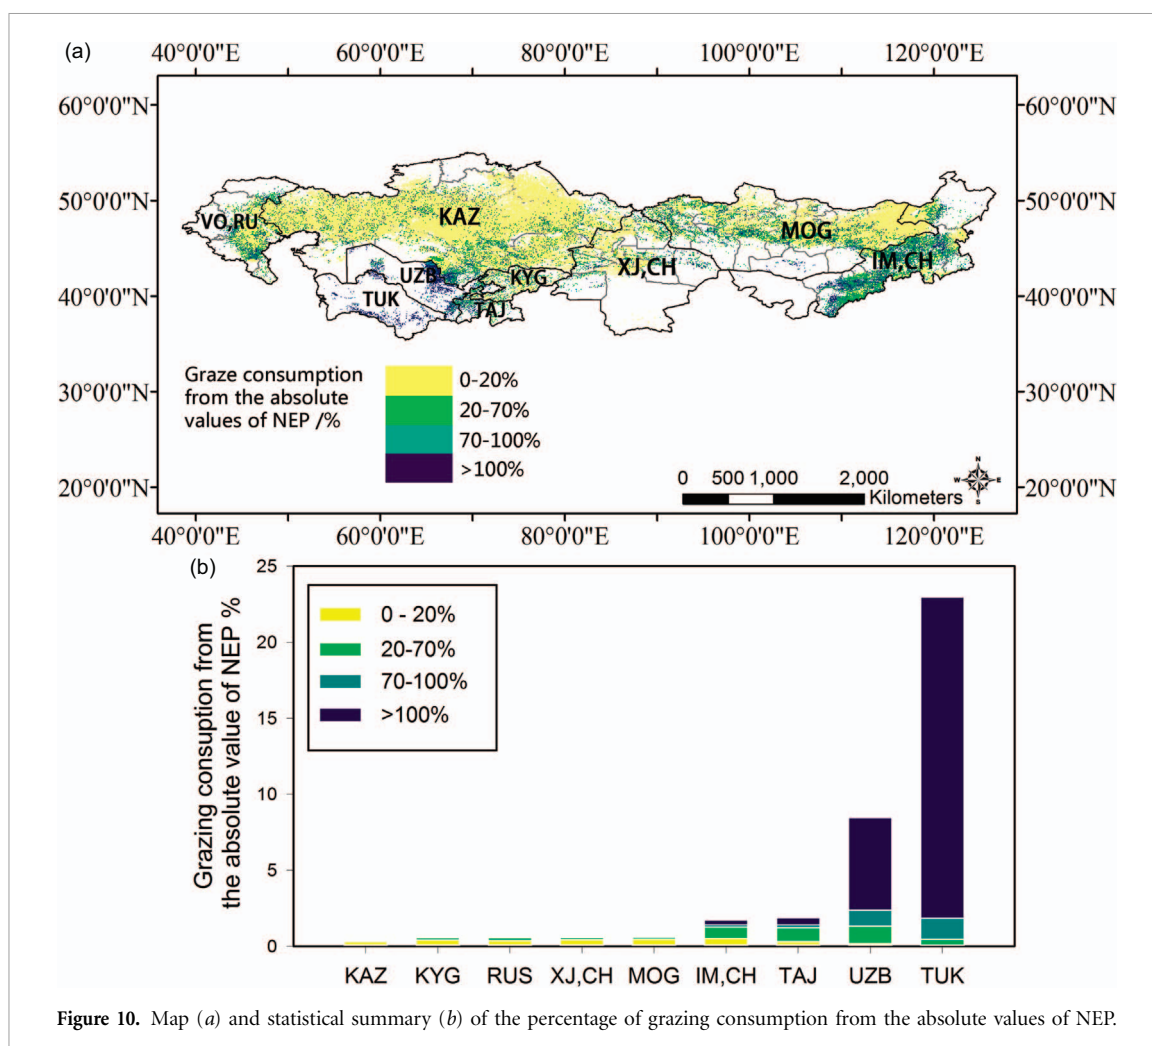 (a)
40°0'0"E 60°0'0"E 80°0'0"E 100°0'0"E 120°0'0"E
60°0'0"N 60°0'0"N
50°0'0"N 50°0'0"N
KAZ
VO,RU
MOG
IM,CH
XJ,CH
UZB KYG
40°0'0"N 40°0'0"N
TUK
TAJ
Graze consumption
from the absolute
values of NEP /%
0-20%
20-70%
70-100%
>100%
30°0'0"N 30°0'0"N
0 500 1,000 2,000
Kilometers
N
W E
S
20°0'0"N 20°0'0"N
40°0'0"E 60°0'0"E 80°0'0"E 100°0'0"E 120°0'0"E
(b)
Grazing consuption from
the absolute value of NEP %
25
20
15
10
5
0
0 - 20%
20-70%
70-100%
>100%
KAZ KYG RUS XJ,CH MOG IM,CH TAJ UZB TUK
Figure 10. Map (a) and statistical summary (b) of the percentage of grazing consumption from the absolute values of NEP.